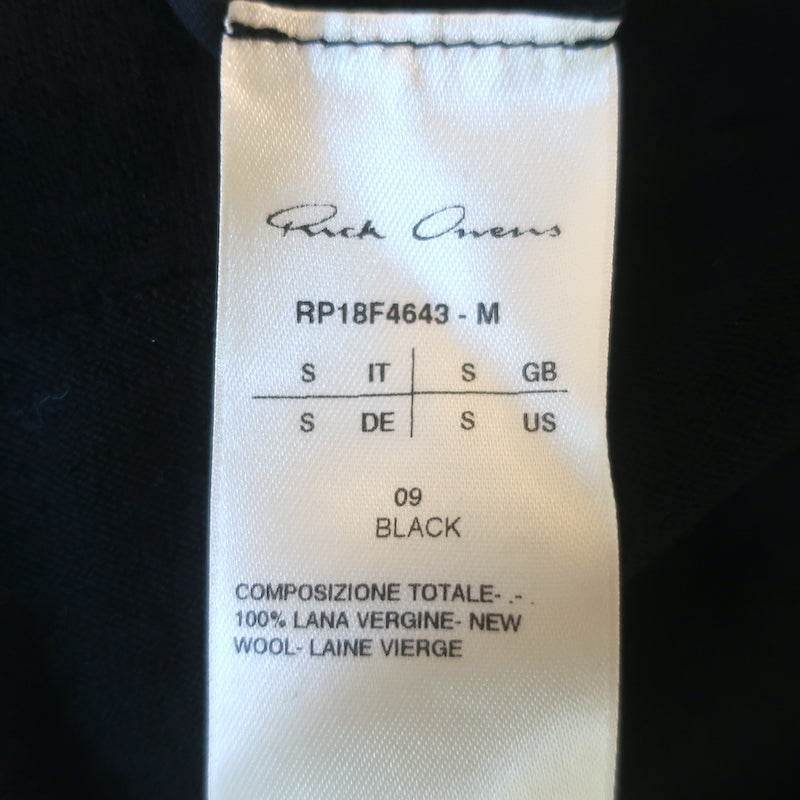 Rick Owens
RP18F4643 - M
S IT S GB
S DE S US
09
BLACK
COMPOSIZIONE TOTALE- .- .
100% LANA VERGINE- NEW
WOOL- LAINE VIERGE